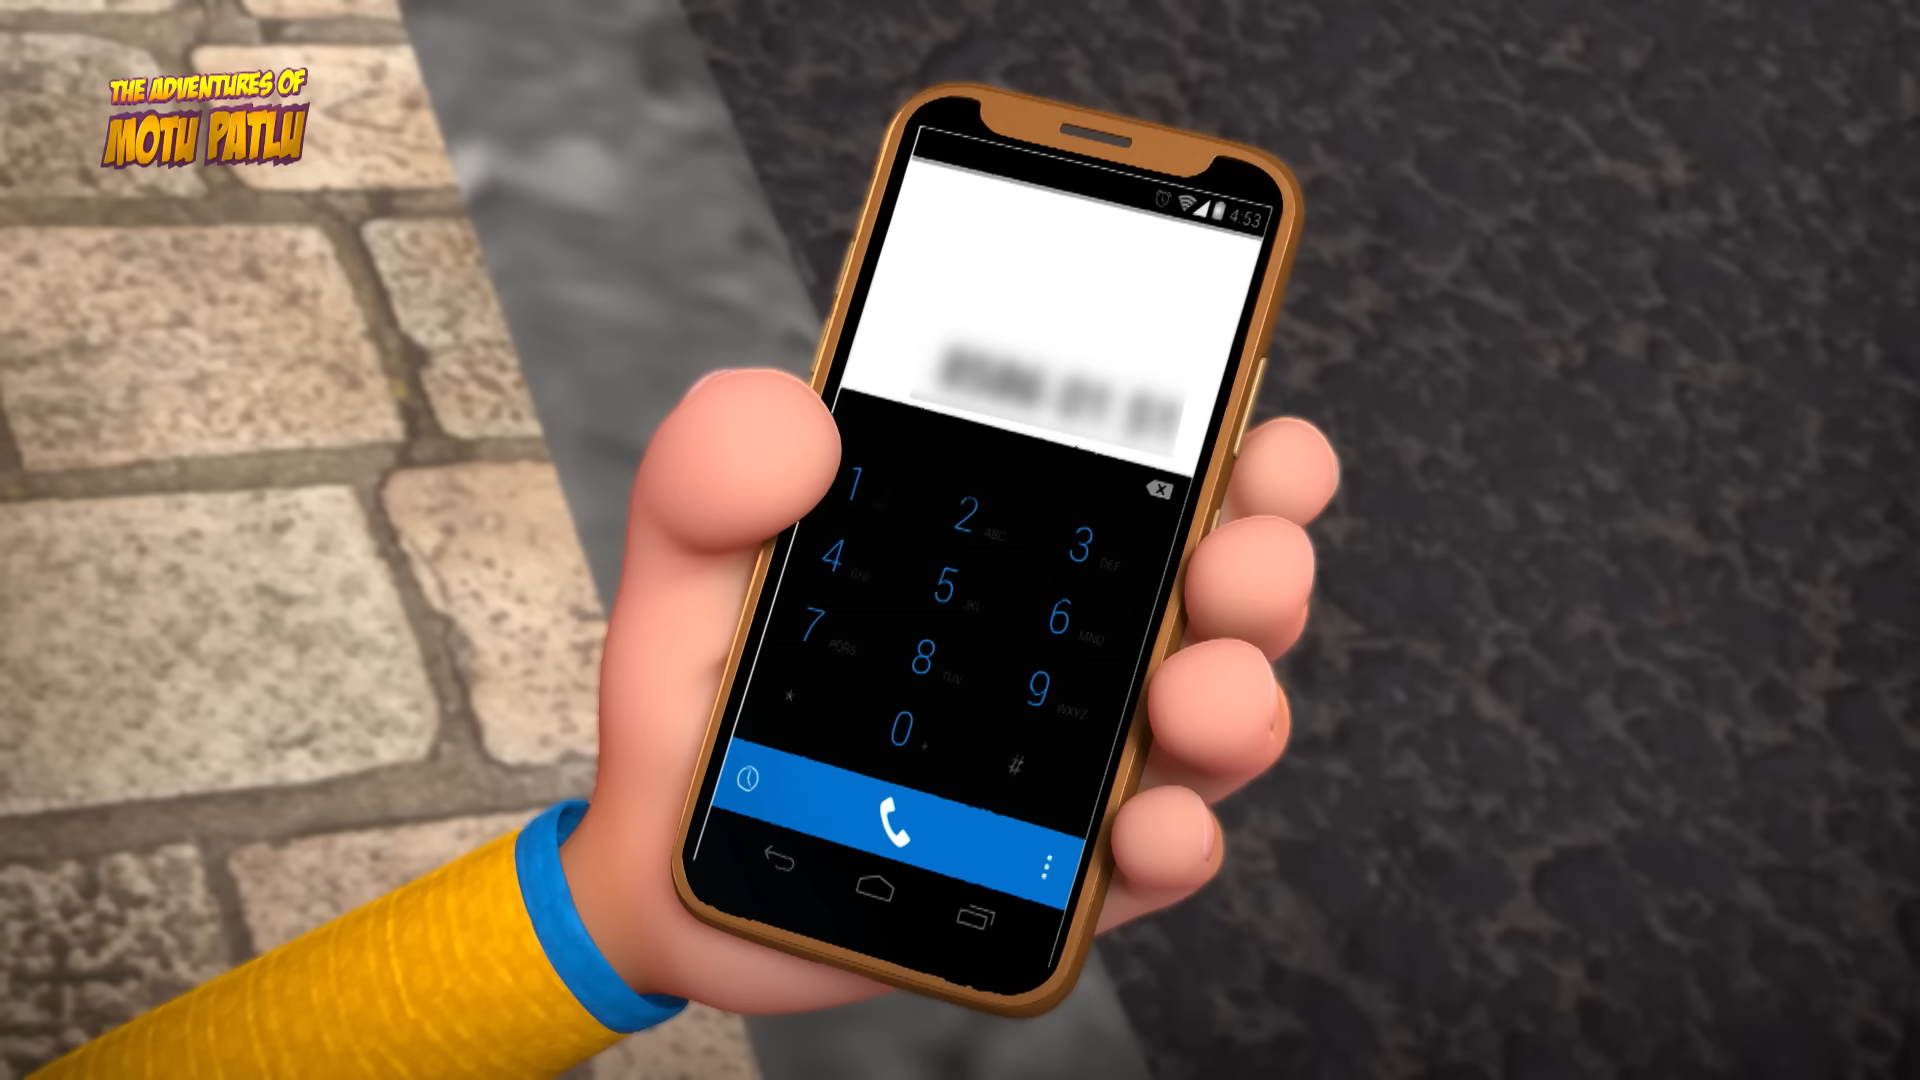 THE ADVENTURES OF
MOTU PATLU
4:53
1
2 ABC
3 DEF
4 GHI
5 JKL
6 MNO
7 PQRS
8 TUV
9 WXYZ
*
0 +
#